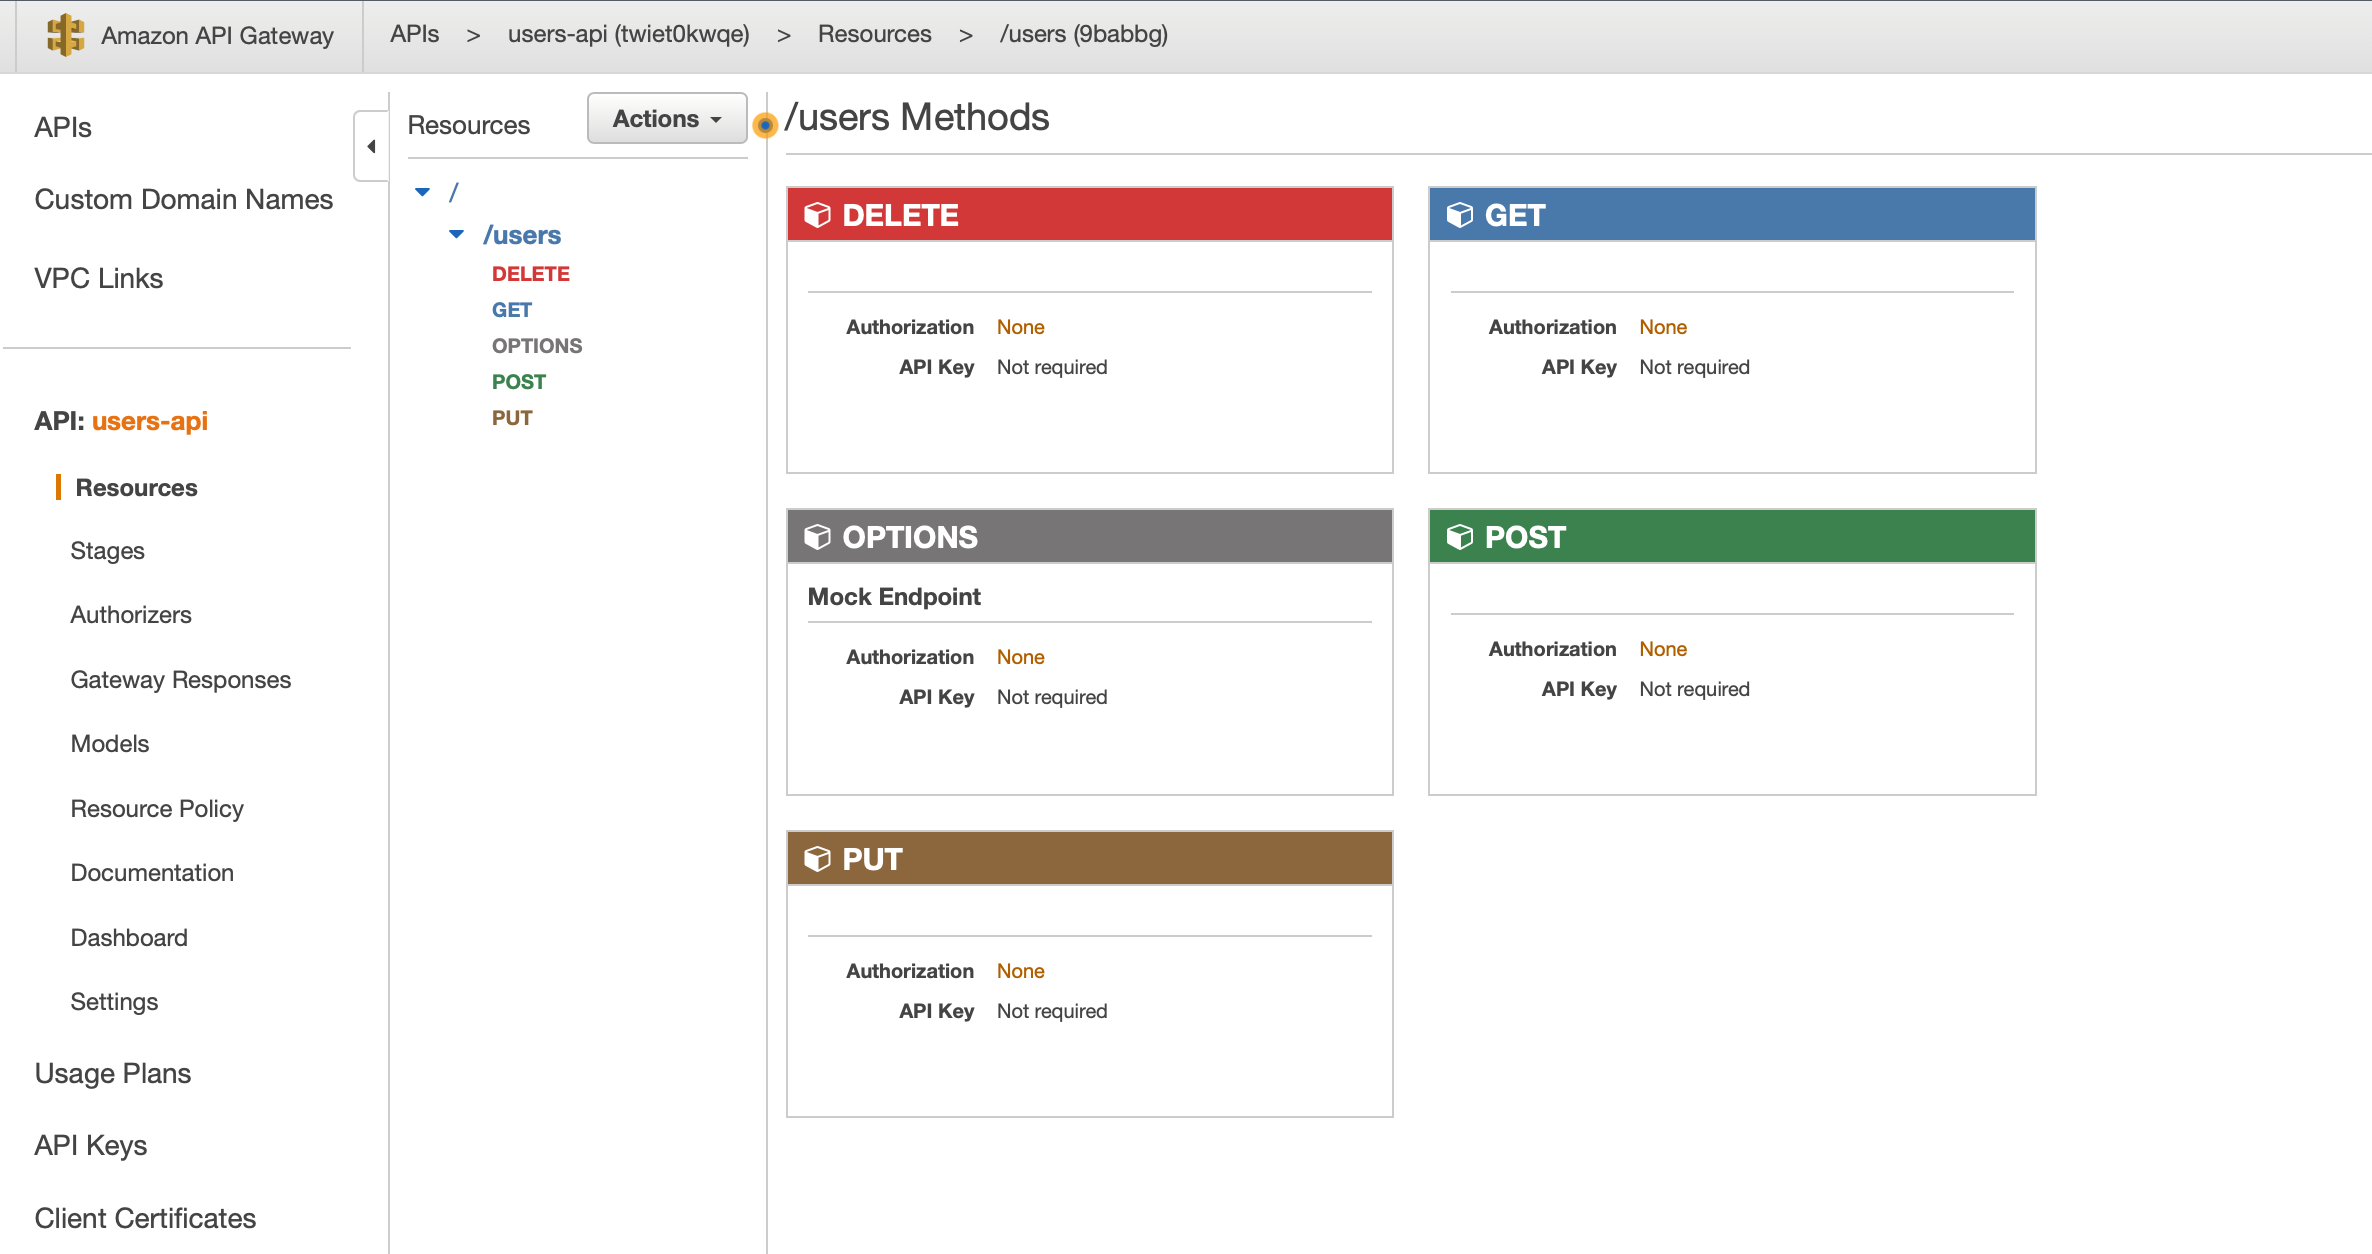 Amazon API Gateway
APIs > users-api (twiet0kwqe) > Resources > /users (9babbg)
APIs
Custom Domain Names
VPC Links
API: users-api
Resources
Stages
Authorizers
Gateway Responses
Models
Resource Policy
Documentation
Dashboard
Settings
Usage Plans
API Keys
Client Certificates
Resources
Actions
/
/users
DELETE
GET
OPTIONS
POST
PUT
/users Methods
DELETE
Authorization None
API Key Not required
GET
Authorization None
API Key Not required
OPTIONS
Mock Endpoint
Authorization None
API Key Not required
POST
Authorization None
API Key Not required
PUT
Authorization None
API Key Not required